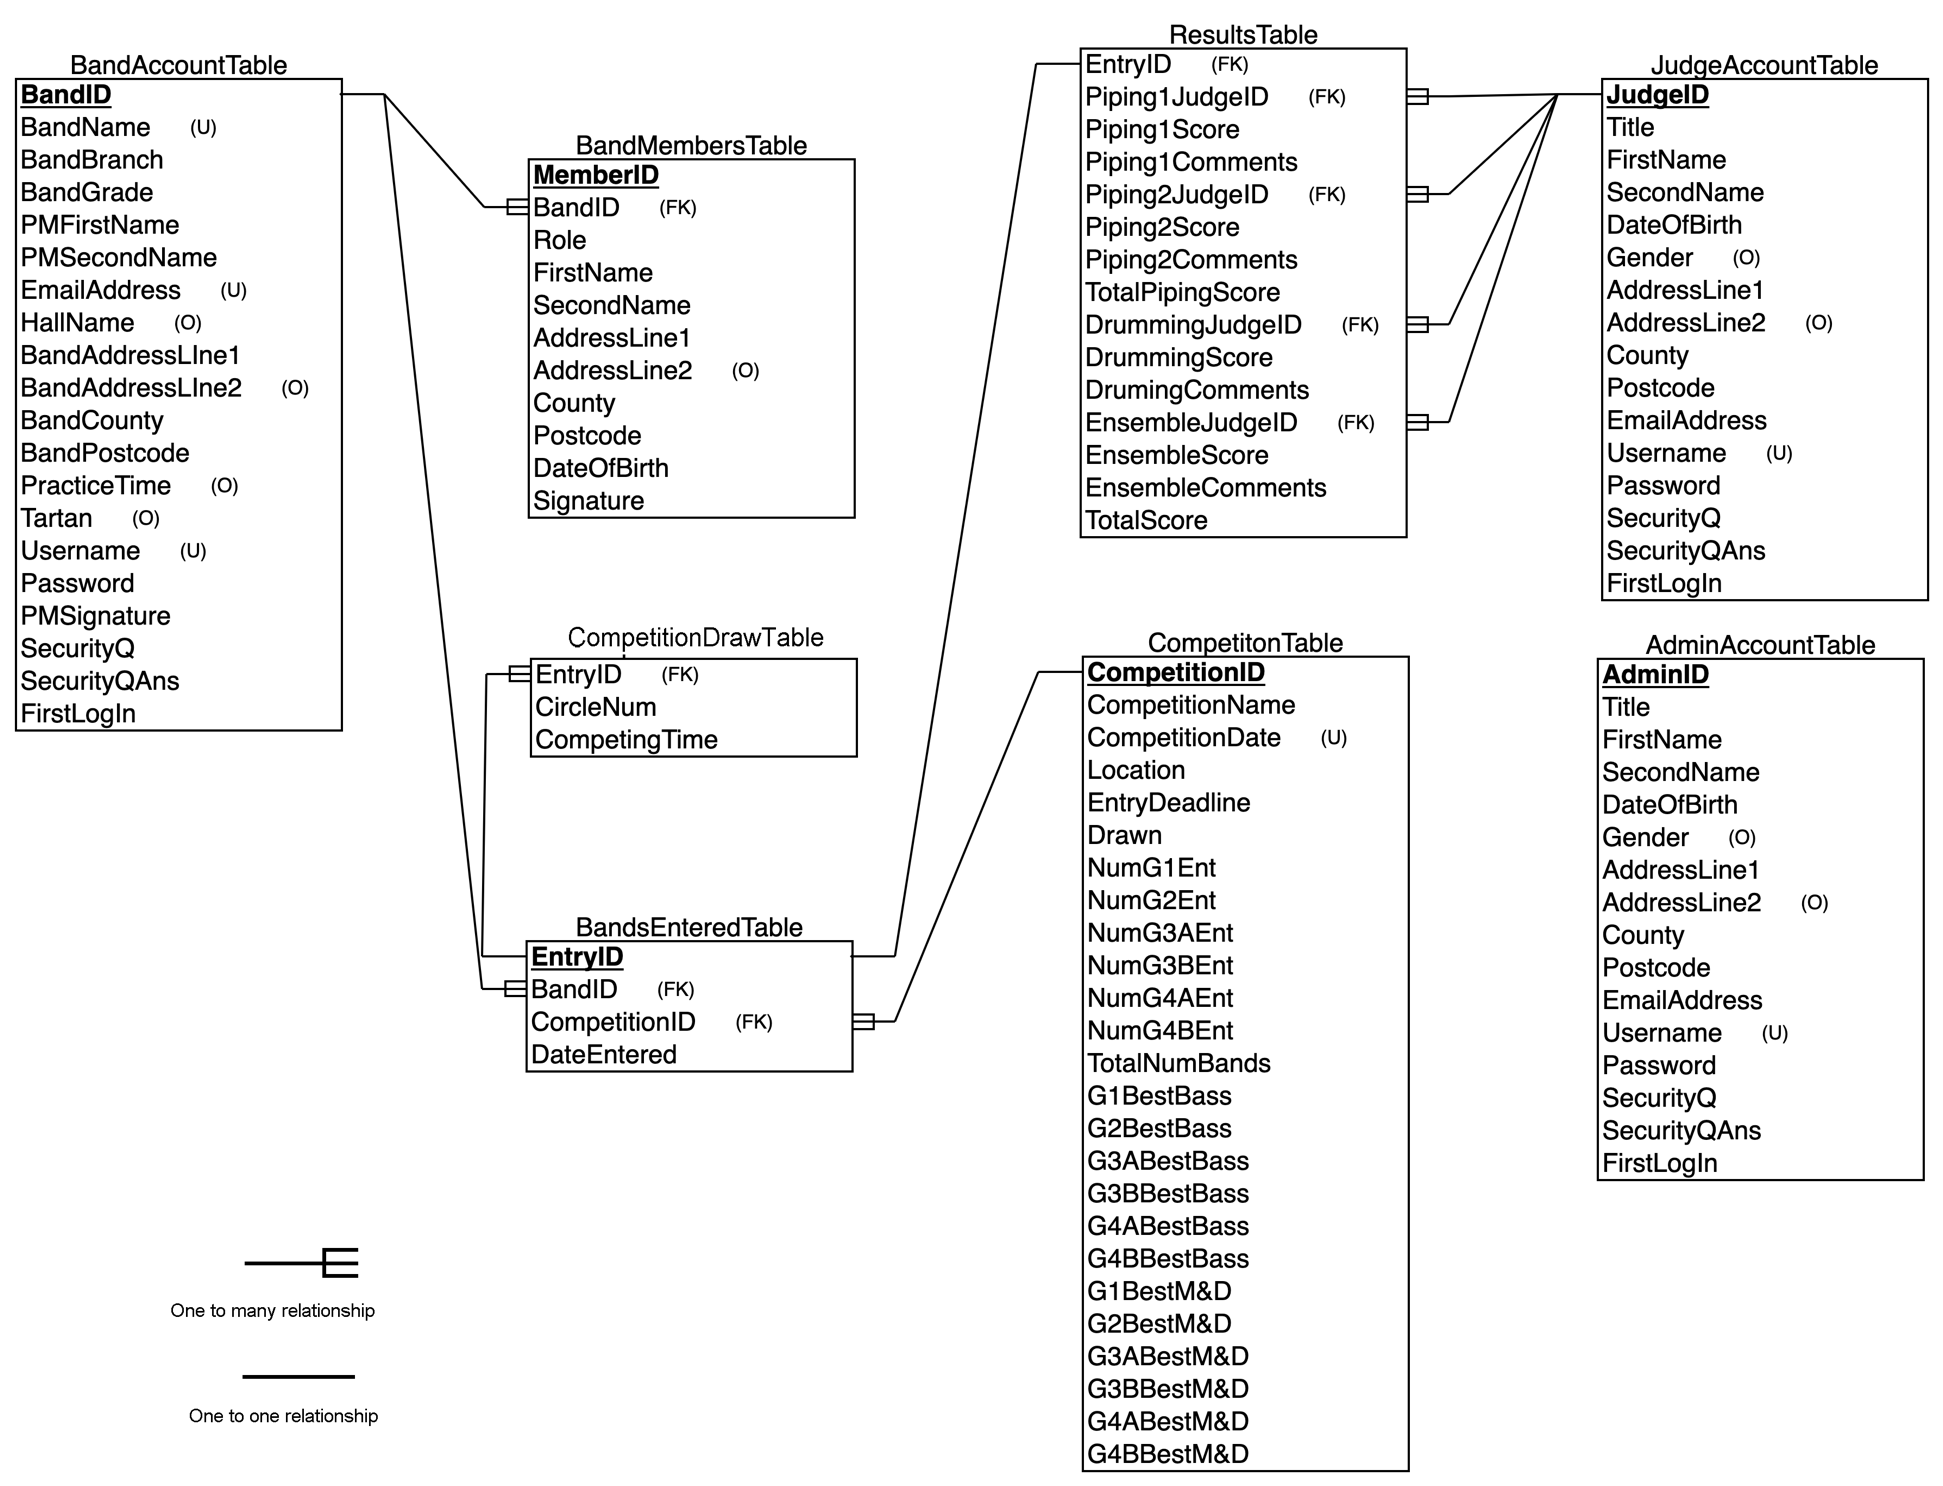 BandAccountTable
BandID
BandName (U)
BandBranch
BandGrade
PMFirstName
PMSecondName
EmailAddress (U)
HallName (O)
BandAddressLIne1
BandAddressLIne2 (O)
BandCounty
BandPostcode
PracticeTime (O)
Tartan (O)
Username (U)
Password
PMSignature
SecurityQ
SecurityQAns
FirstLogIn
BandMembersTable
MemberID
BandID (FK)
Role
FirstName
SecondName
AddressLine1
AddressLine2 (O)
County
Postcode
DateOfBirth
Signature
CompetitionDrawTable
EntryID (FK)
CircleNum
CompetingTime
BandsEnteredTable
EntryID
BandID (FK)
CompetitionID (FK)
DateEntered
ResultsTable
EntryID (FK)
Piping1JudgeID (FK)
Piping1Score
Piping1Comments
Piping2JudgeID (FK)
Piping2Score
Piping2Comments
TotalPipingScore
DrummingJudgeID (FK)
DrummingScore
DrumingComments
EnsembleJudgeID (FK)
EnsembleScore
EnsembleComments
TotalScore
CompetitonTable
CompetitionID
CompetitionName
CompetitionDate (U)
Location
EntryDeadline
Drawn
NumG1Ent
NumG2Ent
NumG3AEnt
NumG3BEnt
NumG4AEnt
NumG4BEnt
TotalNumBands
G1BestBass
G2BestBass
G3ABestBass
G3BBestBass
G4ABestBass
G4BBestBass
G1BestM&D
G2BestM&D
G3ABestM&D
G3BBestM&D
G4ABestM&D
G4BBestM&D
JudgeAccountTable
JudgeID
Title
FirstName
SecondName
DateOfBirth
Gender (O)
AddressLine1
AddressLine2 (O)
County
Postcode
EmailAddress
Username (U)
Password
SecurityQ
SecurityQAns
FirstLogIn
AdminAccountTable
AdminID
Title
FirstName
SecondName
DateOfBirth
Gender (O)
AddressLine1
AddressLine2 (O)
County
Postcode
EmailAddress
Username (U)
Password
SecurityQ
SecurityQAns
FirstLogIn
One to many relationship
One to one relationship